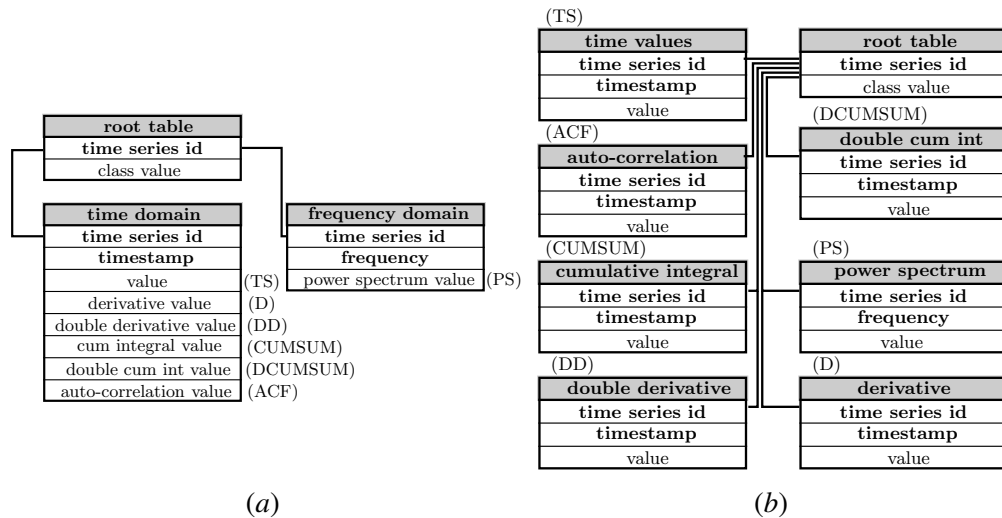 root table
time series id
class value
time domain
time series id
timestamp
value (TS)
derivative value (D)
double derivative value (DD)
cum integral value (CUMSUM)
double cum int value (DCUMSUM)
auto-correlation value (ACF)
frequency domain
time series id
frequency
power spectrum value (PS)
(a)
(TS)
time values
time series id
timestamp
value
root table
time series id
class value
(ACF)
auto-correlation
time series id
timestamp
value
(DCUMSUM)
double cum int
time series id
timestamp
value
(CUMSUM)
cumulative integral
time series id
timestamp
value
(PS)
power spectrum
time series id
frequency
value
(DD)
double derivative
time series id
timestamp
value
(D)
derivative
time series id
timestamp
value
(b)